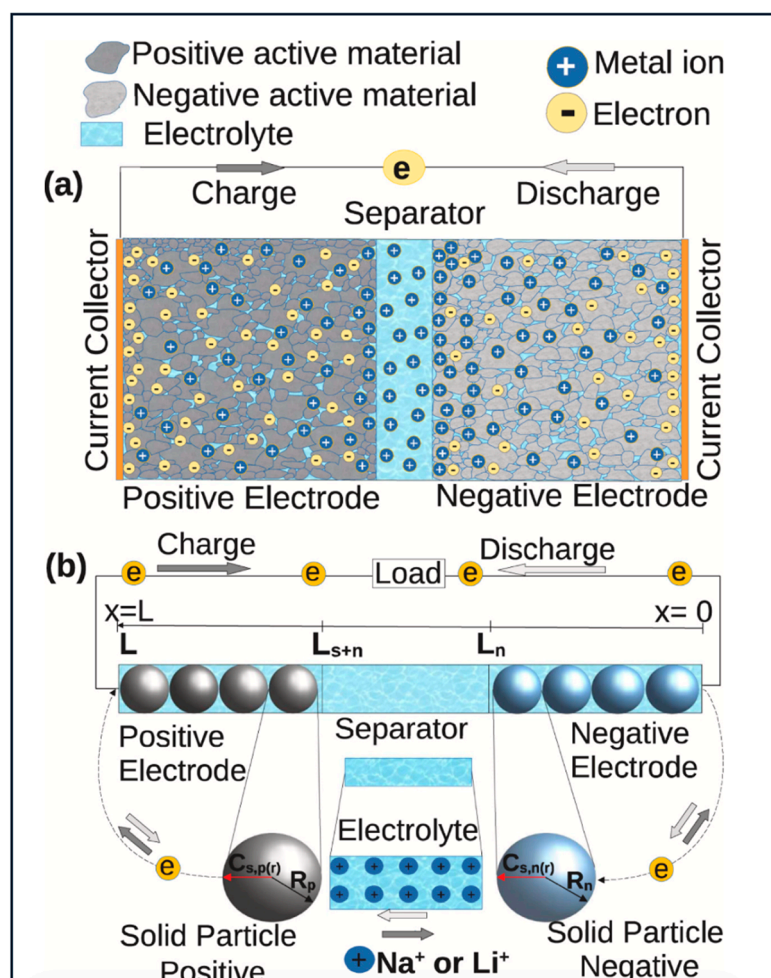 Positive active material
Negative active material
Electrolyte
+ Metal ion
- Electron
(a)
e
Charge
Discharge
Separator
Current Collector
Current Collector
Positive Electrode
Negative Electrode
(b)
Charge
Discharge
e
e
Load
e
e
x=L
x= 0
L
Ls+n
Ln
Positive
Electrode
Separator
Negative
Electrode
Electrolyte
e
Cs,p(r)
Rp
Cs,n(r)
Rn
e
Solid Particle
Positive
+ Na+ or Li+
Solid Particle
Negative